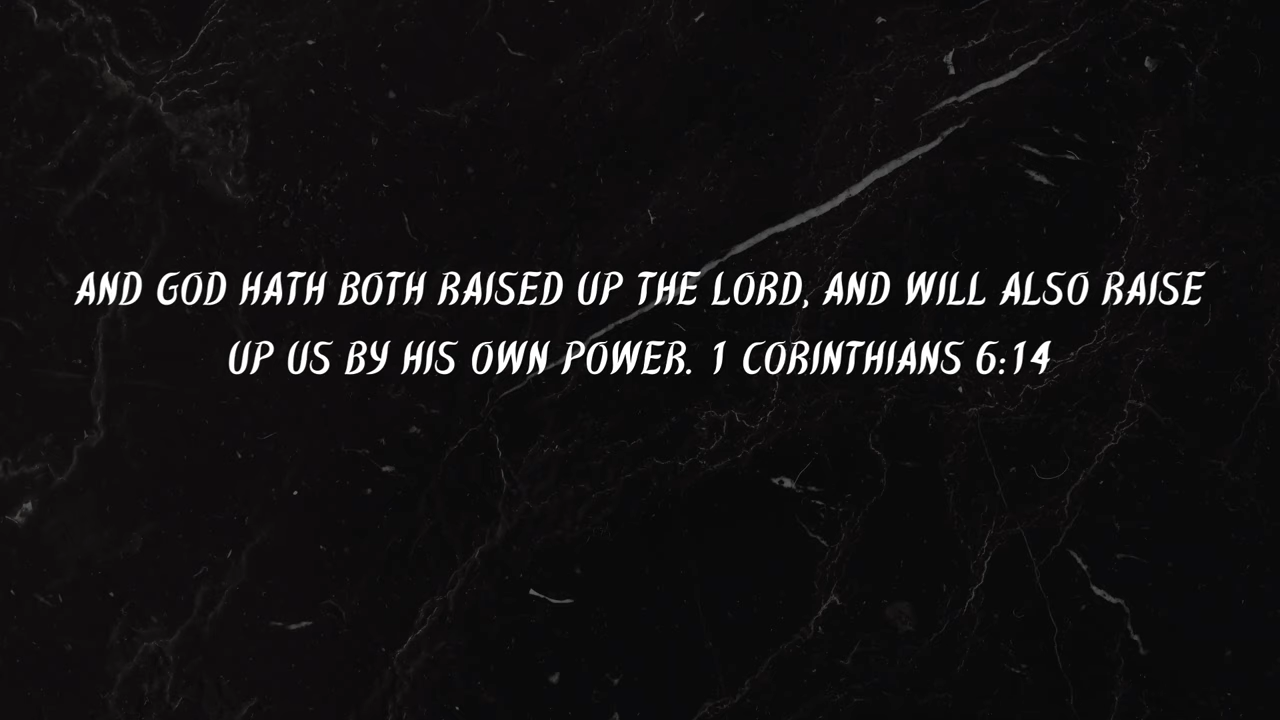 AND GOD HATH BOTH RAISED UP THE LORD, AND WILL ALSO RAISE
UP US BY HIS OWN POWER. 1 CORINTHIANS 6:14